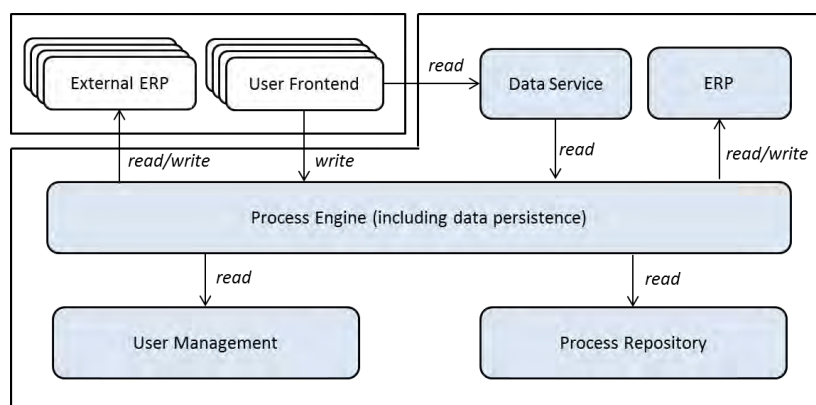 External ERP
User Frontend
read
Data Service
ERP
read/write
write
read
read/write
Process Engine (including data persistence)
read
read
User Management
Process Repository